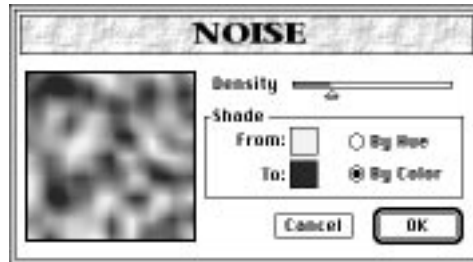 NOISE
Density
Shade
From:
By Hue
To:
By Color
Cancel
OK